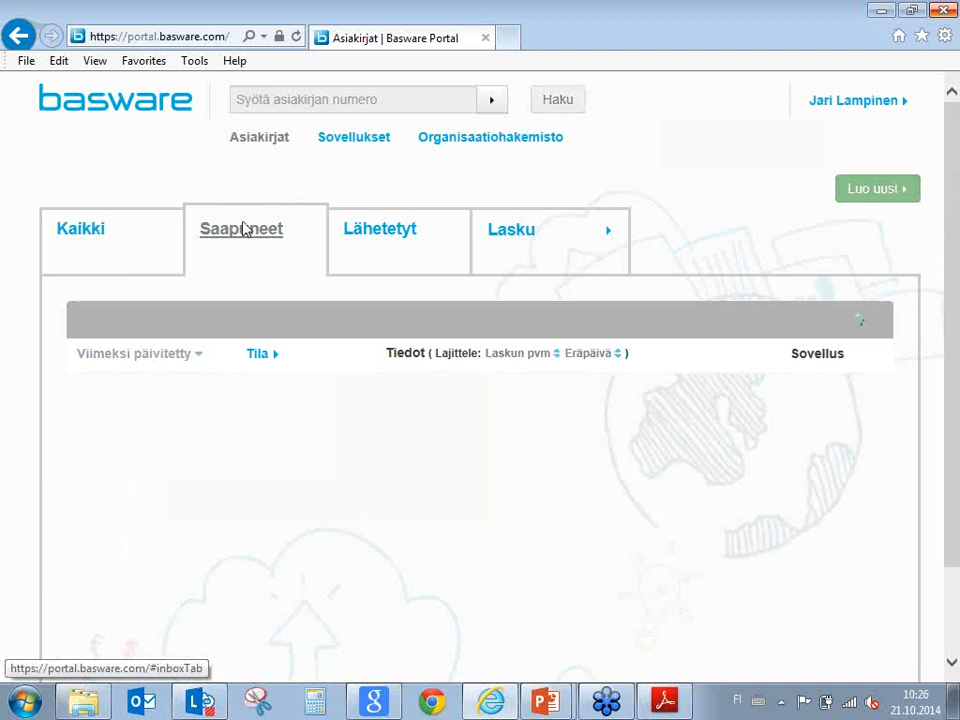 https://portal.basware.com/
Asiakirjat | Basware Portal
File Edit View Favorites Tools Help
basware
Syötä asiakirjan numero
Haku
Jari Lampinen
Asiakirjat Sovellukset Organisaatiohakemisto
Luo uusi
Kaikki Saapuneet Lähetetyt Lasku
Viimeksi päivitetty Tila Tiedot ( Lajittele: Laskun pvm Eräpäivä ) Sovellus
https://portal.basware.com/#inboxTab
FI
10:26
21.10.2014